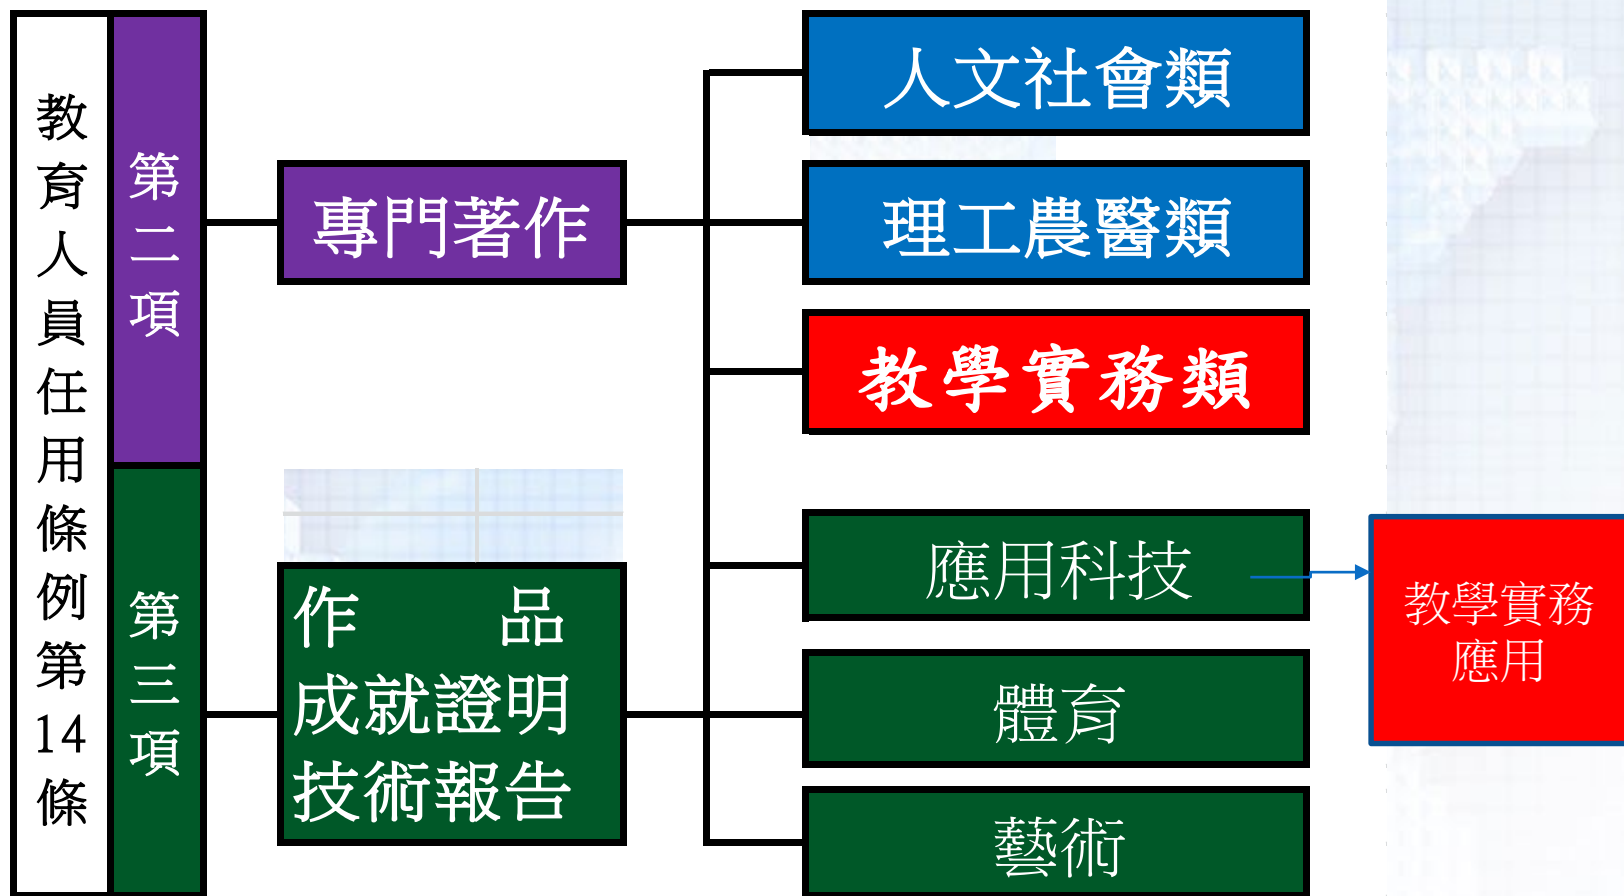 教育人員任用條例第14條
第二項
第三項
專門著作
作品
成就證明
技術報告
人文社會類
理工農醫類
教學實務類
應用科技
體育
藝術
教學實務
應用